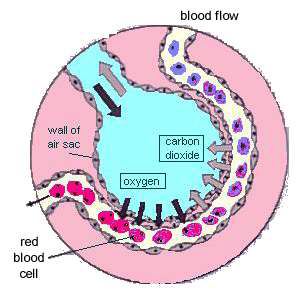 blood flow
wall of
air sac
carbon
dioxide
oxygen
red
blood
cell